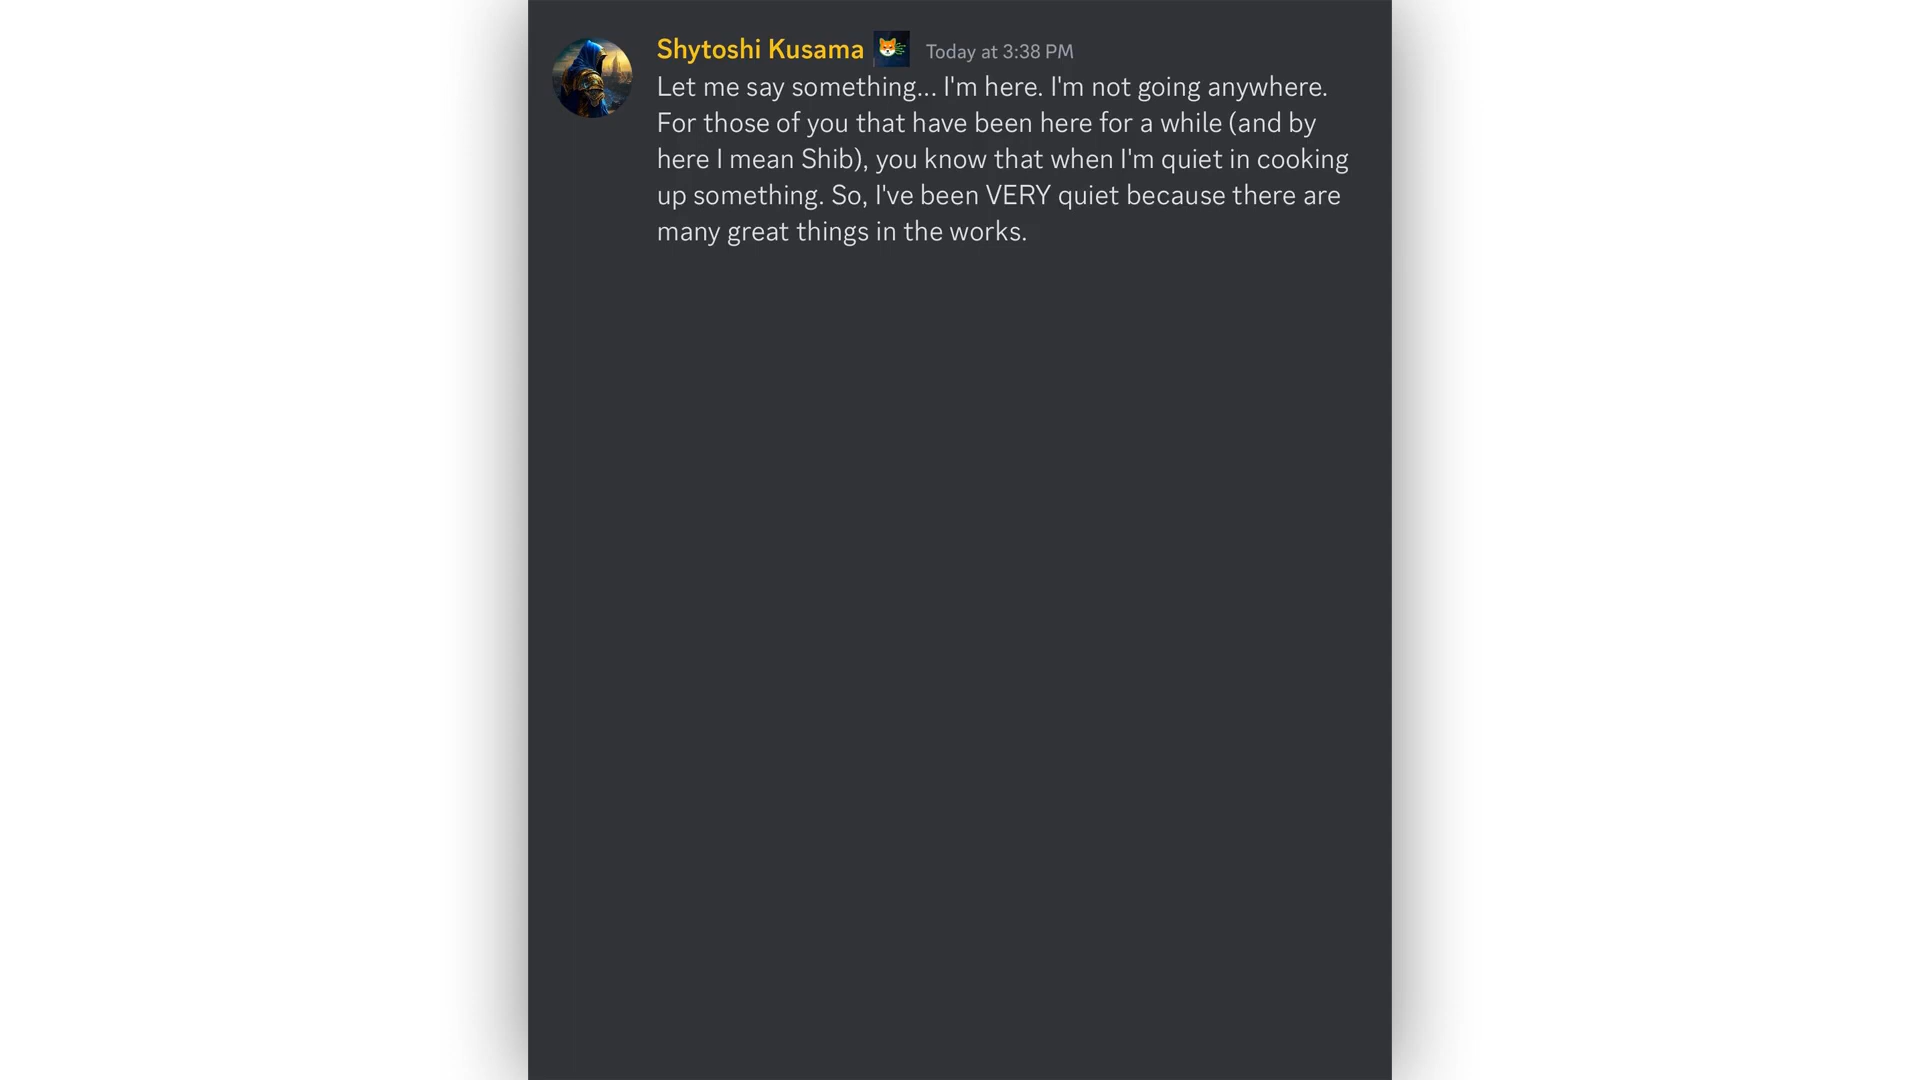 Shytoshi Kusama Today at 3:38 PM
Let me say something... I'm here. I'm not going anywhere.
For those of you that have been here for a while (and by
here I mean Shib), you know that when I'm quiet in cooking
up something. So, I've been VERY quiet because there are
many great things in the works.